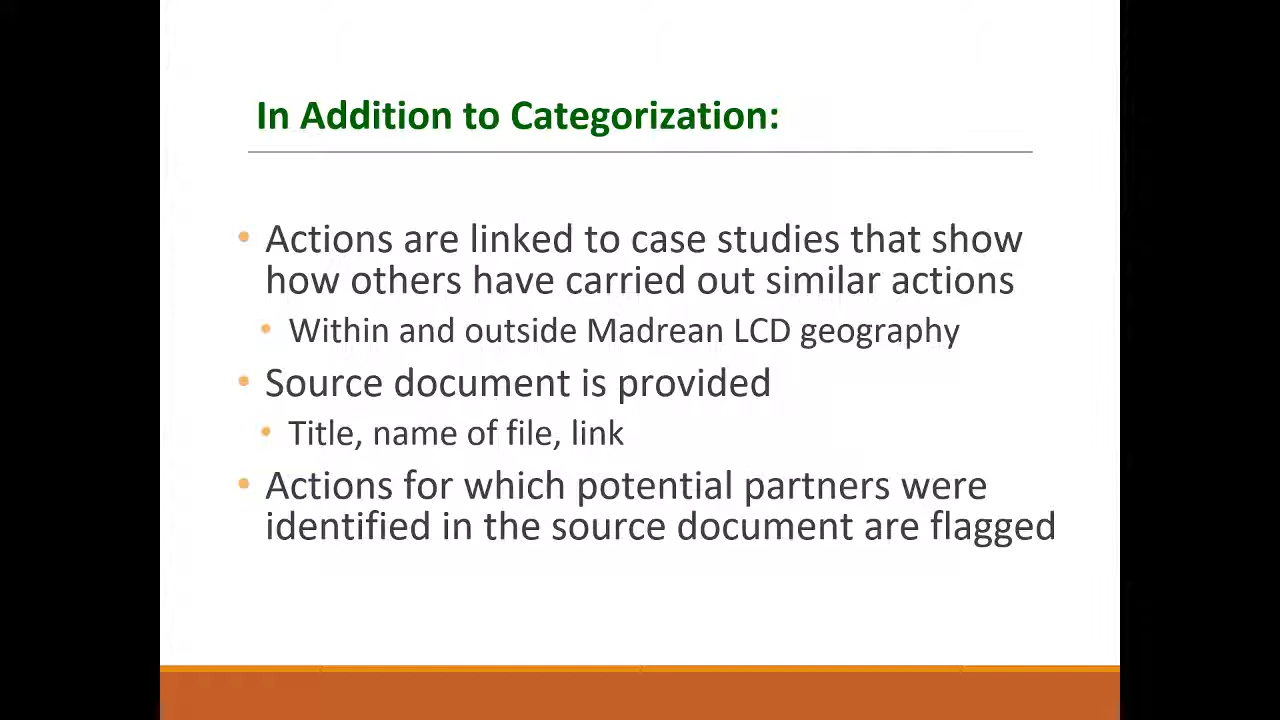 In Addition to Categorization:
• Actions are linked to case studies that show
how others have carried out similar actions
• Within and outside Madrean LCD geography
• Source document is provided
• Title, name of file, link
• Actions for which potential partners were
identified in the source document are flagged